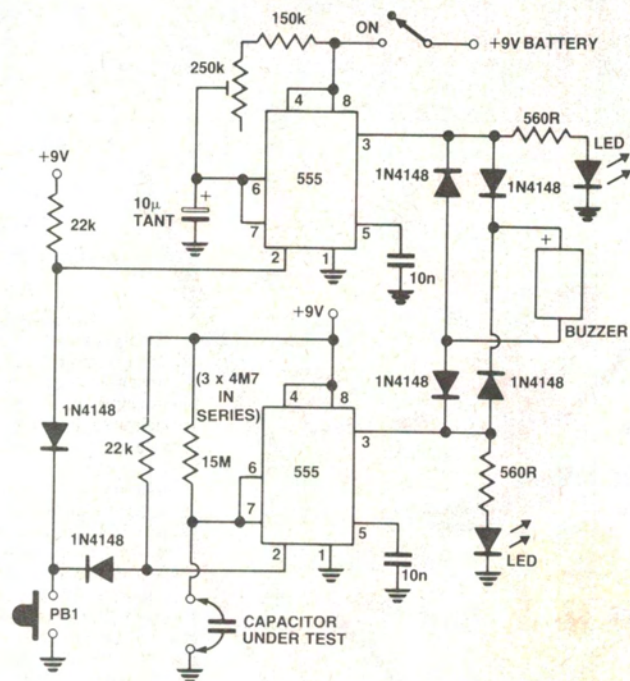 150k
ON
+9V BATTERY
250k
4
8
560R
LED
3
+9V
1N4148
1N4148
6
555
+
10μ
TANT
7
5
22k
2
1
10n
+
BUZZER
+9V
(3 x 4M7
IN
SERIES)
4
8
1N4148
1N4148
1N4148
22k
15M
3
6
555
560R
7
5
1N4148
2
1
10n
LED
PB1
CAPACITOR
UNDER TEST